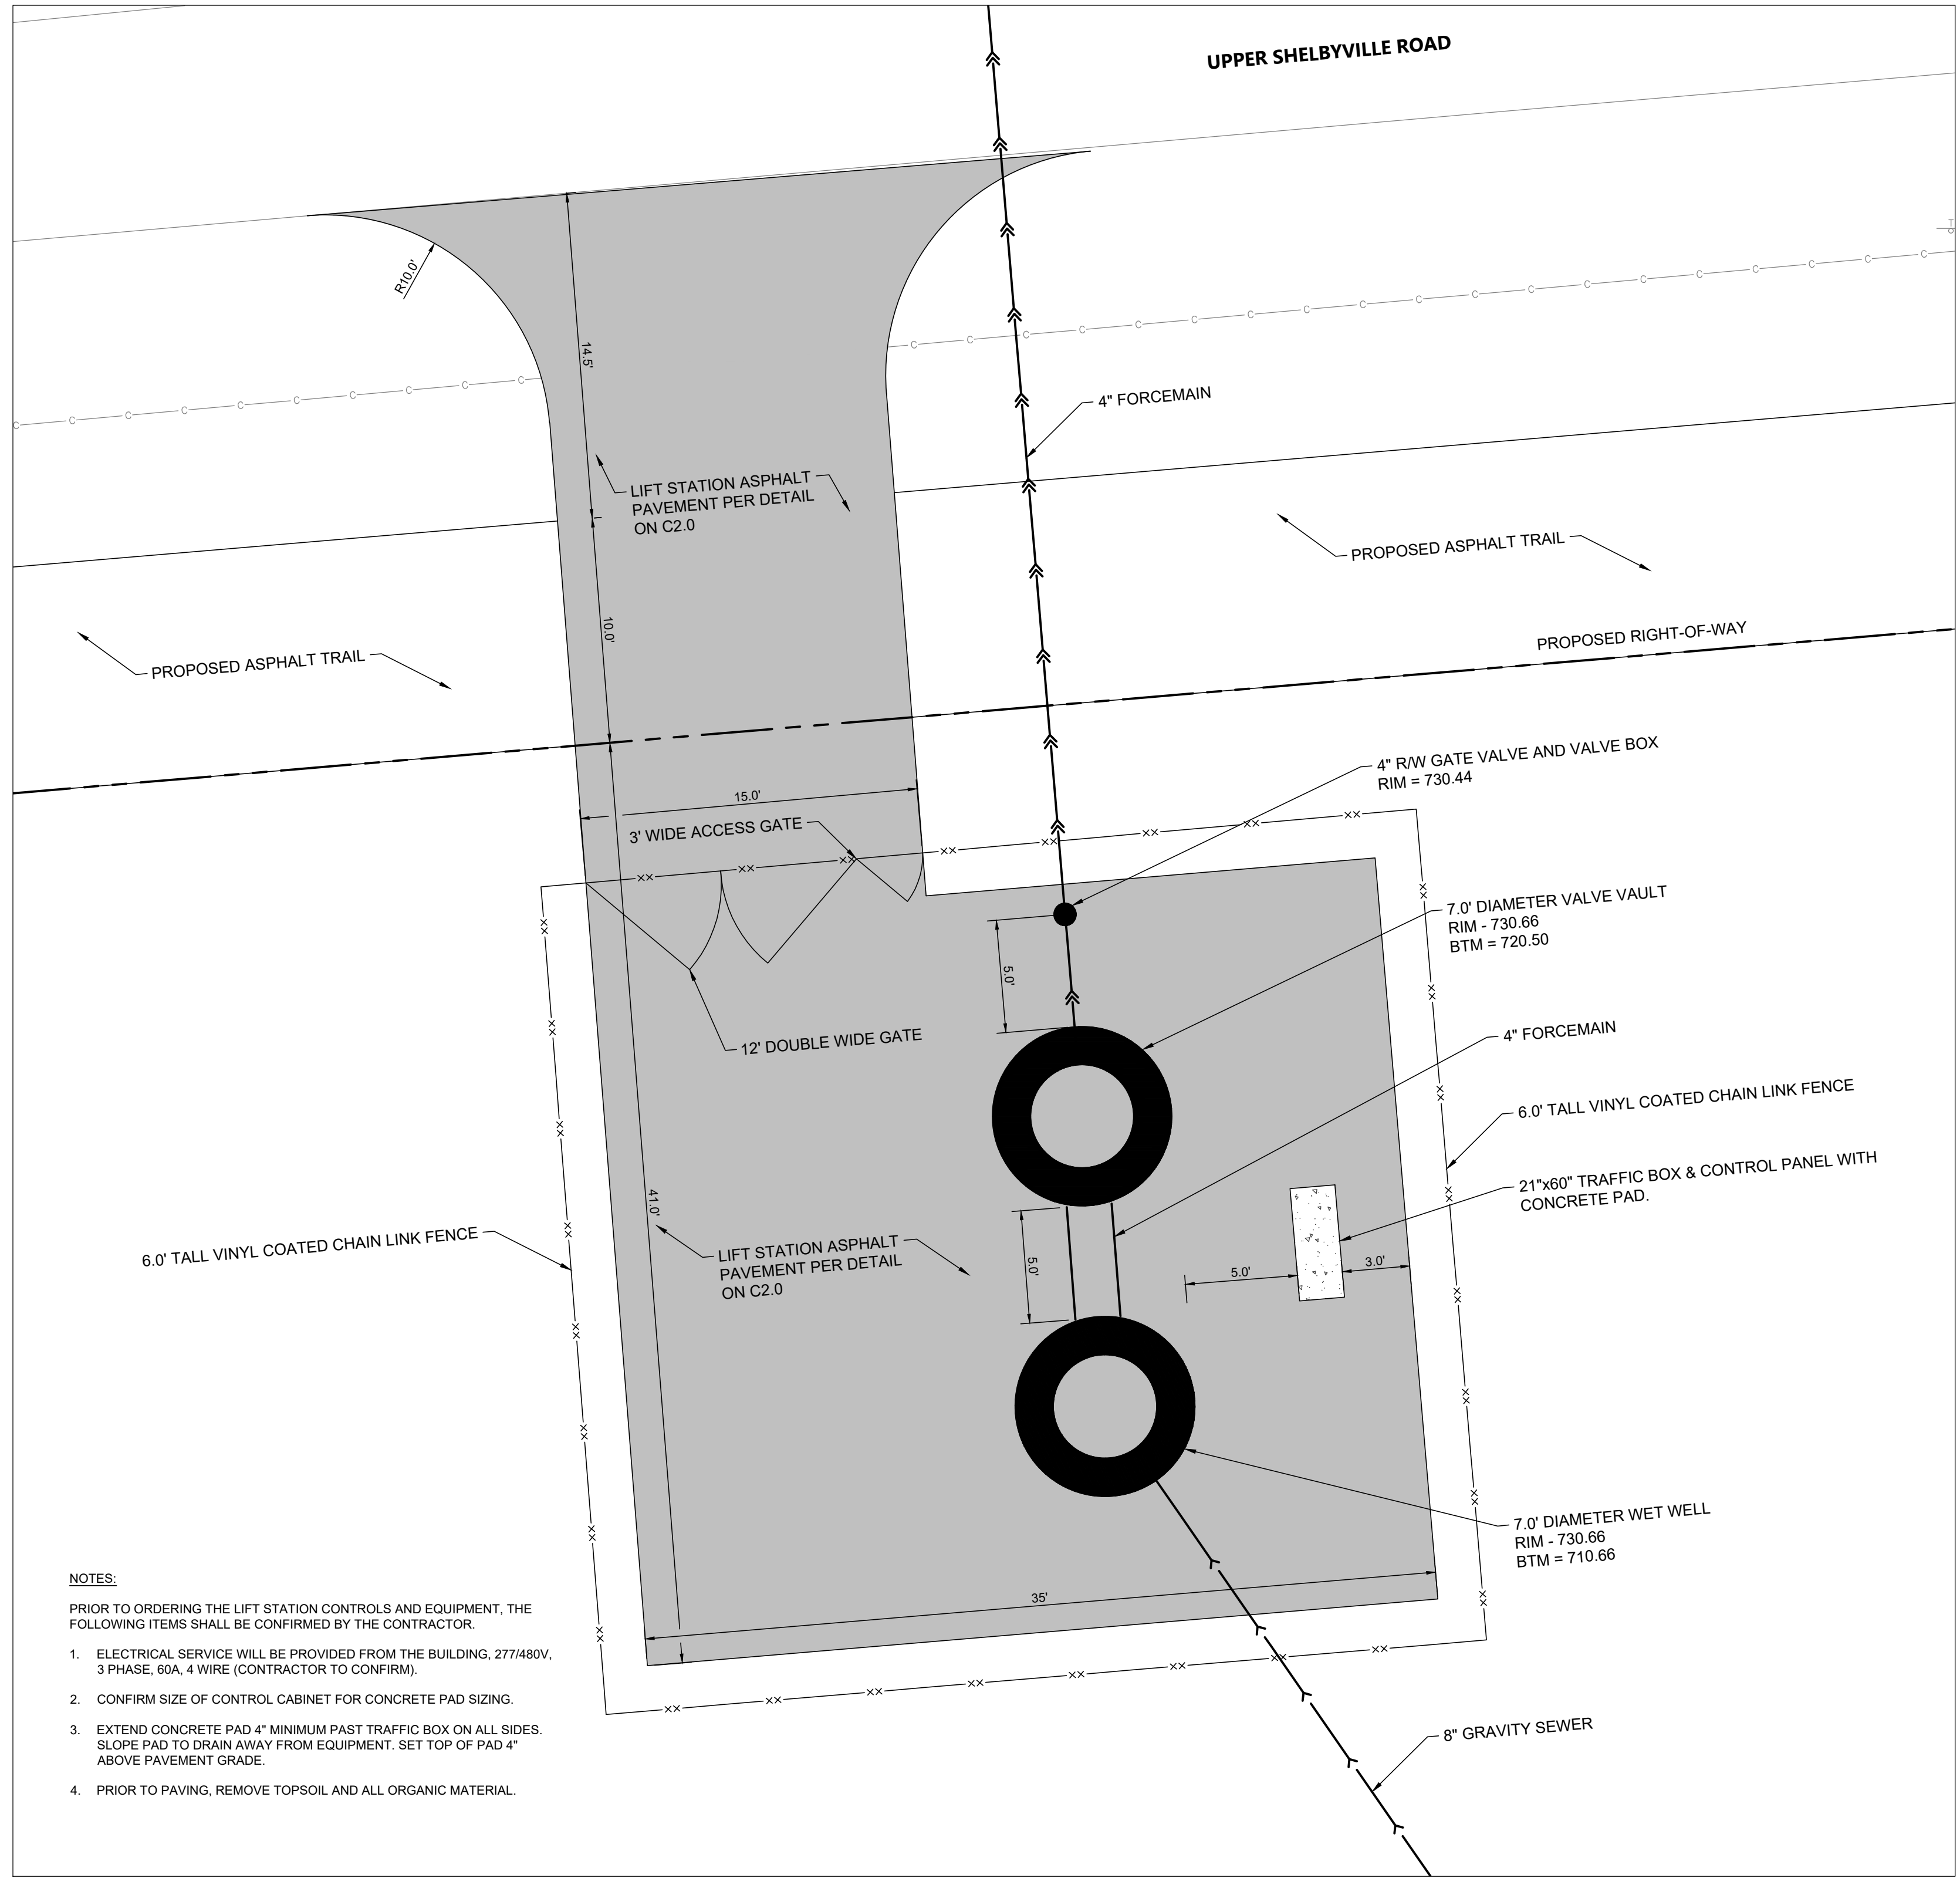 UPPER SHELBYVILLE ROAD
T
O
R10.0'
14.5'
C C C C C C C C C C C C C C C C C C C
C C C C C C C C C C
4" FORCEMAIN
LIFT STATION ASPHALT
PAVEMENT PER DETAIL
ON C2.0
PROPOSED ASPHALT TRAIL
10.0'
PROPOSED ASPHALT TRAIL
PROPOSED RIGHT-OF-WAY
4" R/W GATE VALVE AND VALVE BOX
RIM = 730.44
15.0'
3' WIDE ACCESS GATE
7.0' DIAMETER VALVE VAULT
RIM - 730.66
BTM = 720.50
5.0'
12' DOUBLE WIDE GATE
4" FORCEMAIN
6.0' TALL VINYL COATED CHAIN LINK FENCE
21"x60" TRAFFIC BOX & CONTROL PANEL WITH
CONCRETE PAD.
41.0'
6.0' TALL VINYL COATED CHAIN LINK FENCE
LIFT STATION ASPHALT
PAVEMENT PER DETAIL
ON C2.0
5.0'
5.0'
3.0'
7.0' DIAMETER WET WELL
RIM - 730.66
BTM = 710.66
35'
8" GRAVITY SEWER
NOTES:
PRIOR TO ORDERING THE LIFT STATION CONTROLS AND EQUIPMENT, THE
FOLLOWING ITEMS SHALL BE CONFIRMED BY THE CONTRACTOR.
1. ELECTRICAL SERVICE WILL BE PROVIDED FROM THE BUILDING, 277/480V,
3 PHASE, 60A, 4 WIRE (CONTRACTOR TO CONFIRM).
2. CONFIRM SIZE OF CONTROL CABINET FOR CONCRETE PAD SIZING.
3. EXTEND CONCRETE PAD 4" MINIMUM PAST TRAFFIC BOX ON ALL SIDES.
SLOPE PAD TO DRAIN AWAY FROM EQUIPMENT. SET TOP OF PAD 4"
ABOVE PAVEMENT GRADE.
4. PRIOR TO PAVING, REMOVE TOPSOIL AND ALL ORGANIC MATERIAL.